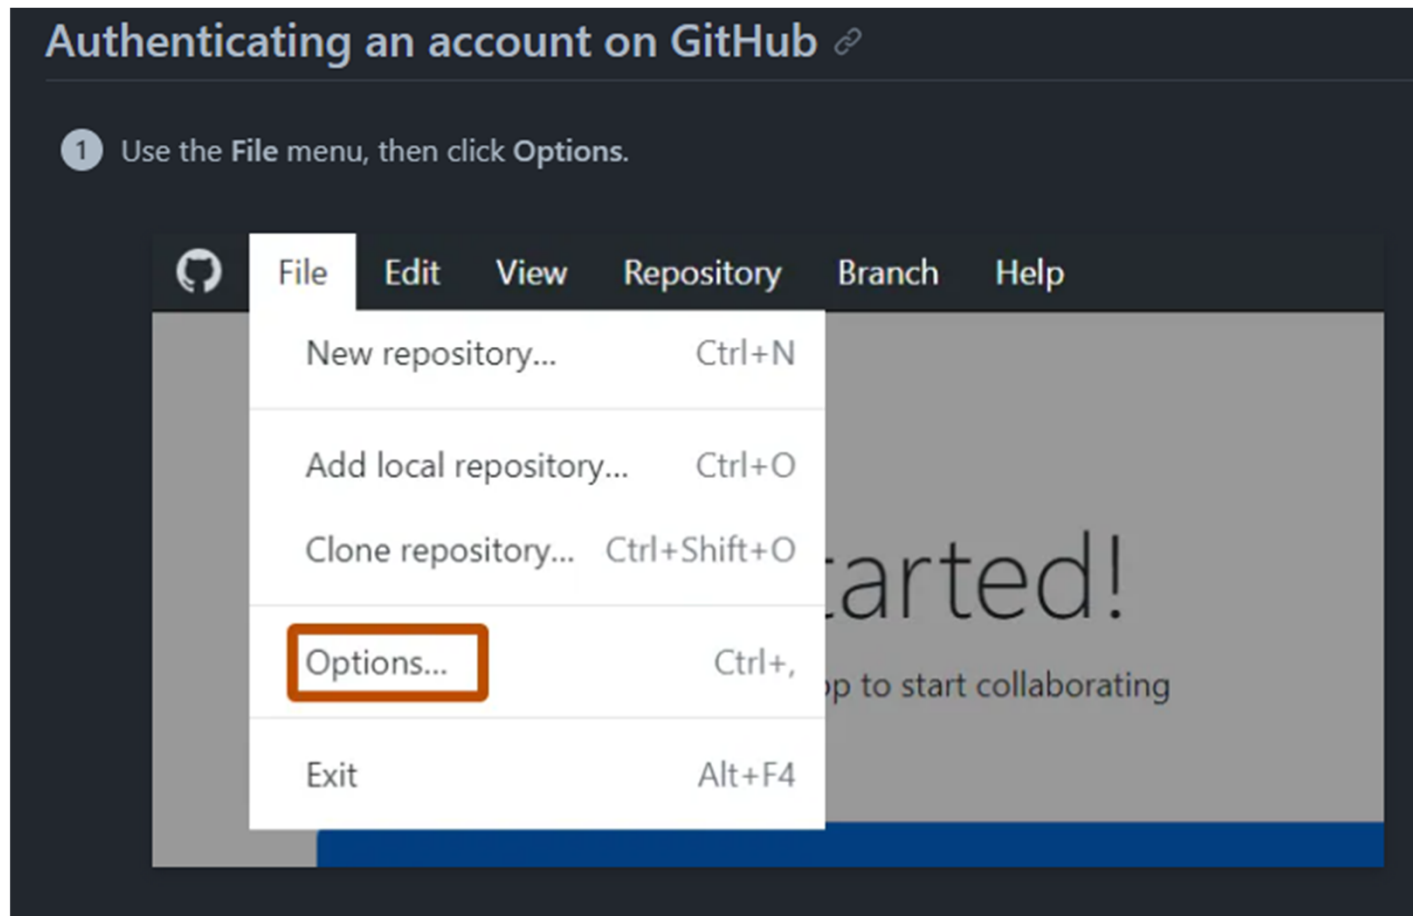 Authenticating an account on GitHub
1 Use the File menu, then click Options.
File Edit View Repository Branch Help
New repository... Ctrl+N
Add local repository... Ctrl+O
Clone repository... Ctrl+Shift+O
arted!
Options... Ctrl+,
op to start collaborating
Exit Alt+F4